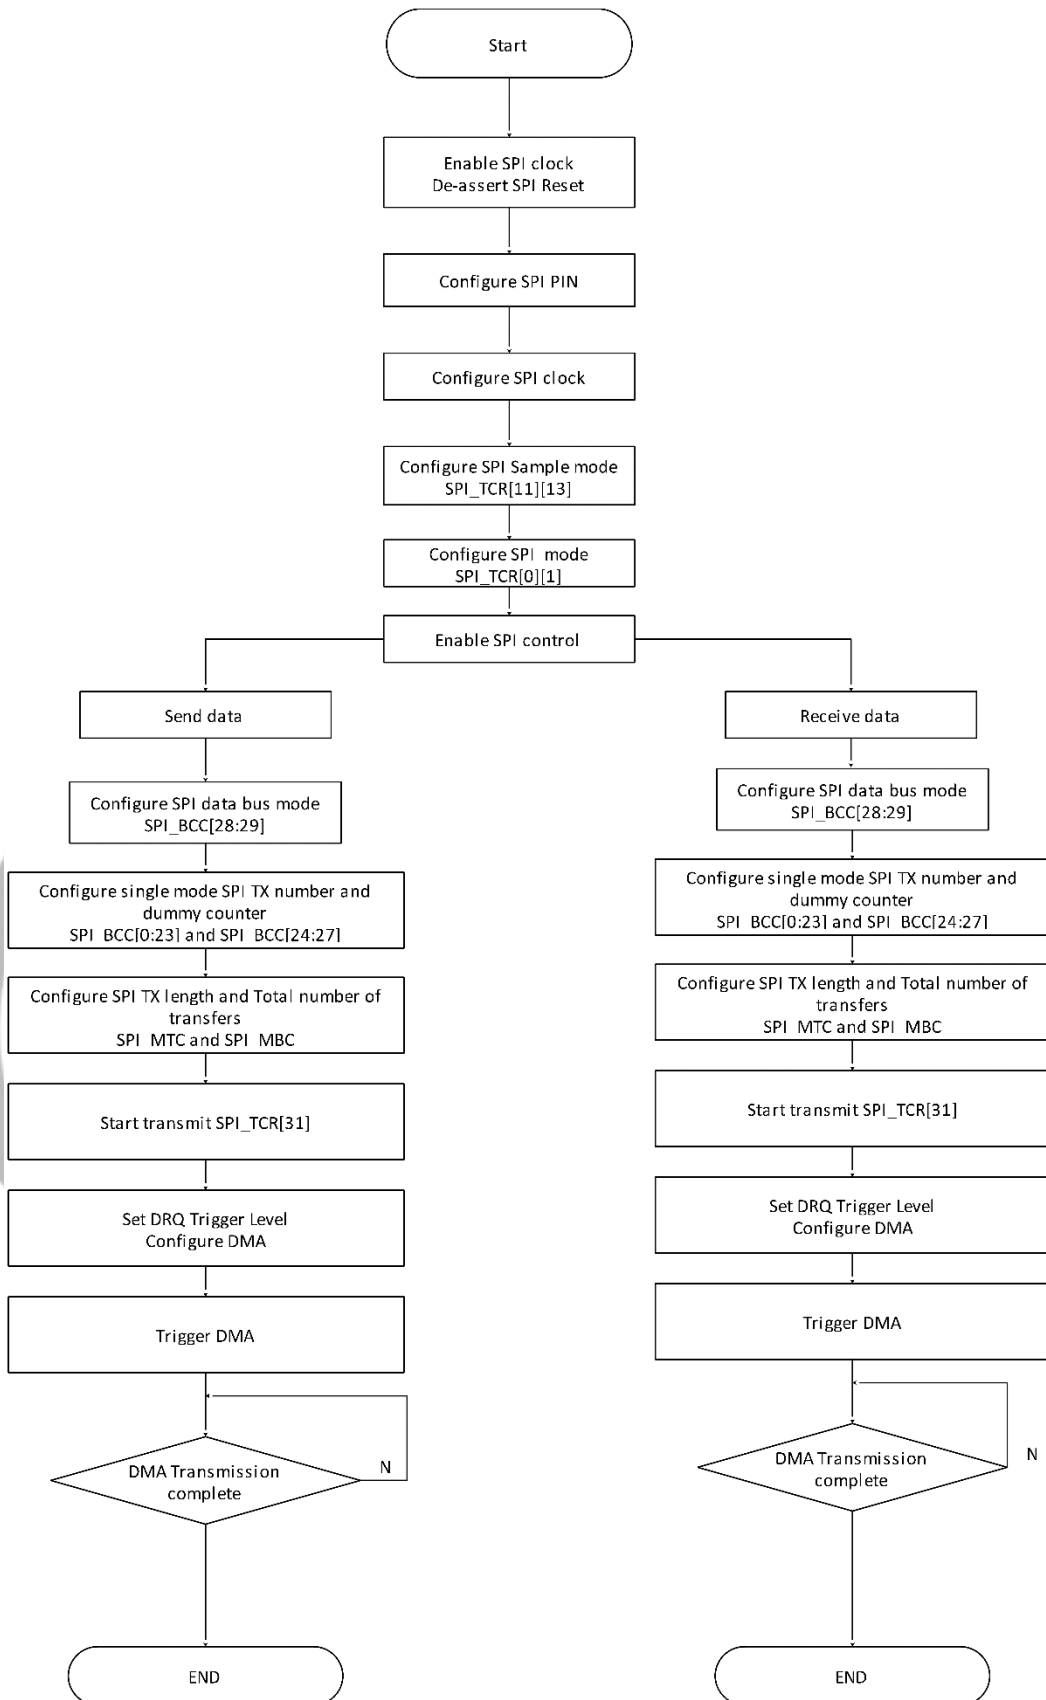 Start
Enable SPI clock
De-assert SPI Reset
Configure SPI PIN
Configure SPI clock
Configure SPI Sample mode
SPI_TCR[11][13]
Configure SPI mode
SPI_TCR[0][1]
Enable SPI control
Send data
Configure SPI data bus mode
SPI_BCC[28:29]
Configure single mode SPI TX number and
dummy counter
SPI_BCC[0:23] and SPI_BCC[24:27]
Configure SPI TX length and Total number of
transfers
SPI_MTC and SPI_MBC
Start transmit SPI_TCR[31]
Set DRQ Trigger Level
Configure DMA
Trigger DMA
DMA Transmission
complete
N
END
Receive data
Configure SPI data bus mode
SPI_BCC[28:29]
Configure single mode SPI TX number and
dummy counter
SPI_BCC[0:23] and SPI_BCC[24:27]
Configure SPI TX length and Total number of
transfers
SPI_MTC and SPI_MBC
Start transmit SPI_TCR[31]
Set DRQ Trigger Level
Configure DMA
Trigger DMA
DMA Transmission
complete
N
END